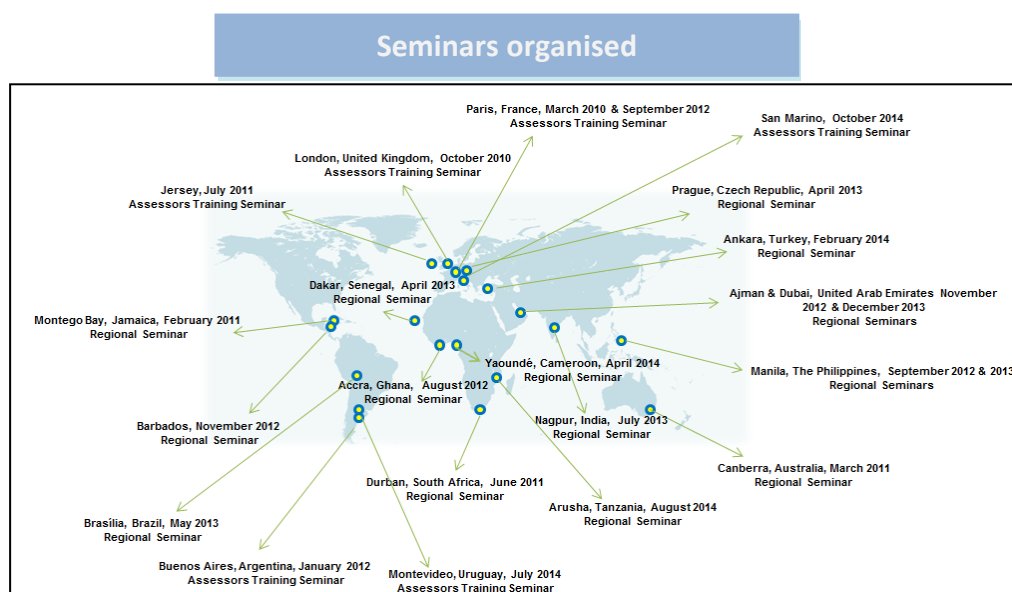 Seminars organised
Paris, France, March 2010 & September 2012
Assessors Training Seminar
San Marino, October 2014
Assessors Training Seminar
London, United Kingdom, October 2010
Assessors Training Seminar
Jersey, July 2011
Assessors Training Seminar
Prague, Czech Republic, April 2013
Regional Seminar
Ankara, Turkey, February 2014
Regional Seminar
Dakar, Senegal, April 2013
Regional Seminar
Ajman & Dubai, United Arab Emirates November
2012 & December 2013
Regional Seminars
Montego Bay, Jamaica, February 2011
Regional Seminar
Yaoundé, Cameroon, April 2014
Regional Seminar
Manila, The Philippines, September 2012 & 2013
Regional Seminars
Accra, Ghana, August 2012
Regional Seminar
Barbados, November 2012
Regional Seminar
Nagpur, India, July 2013
Regional Seminar
Canberra, Australia, March 2011
Regional Seminar
Durban, South Africa, June 2011
Regional Seminar
Arusha, Tanzania, August 2014
Regional Seminar
Brasília, Brazil, May 2013
Regional Seminar
Buenos Aires, Argentina, January 2012
Assessors Training Seminar
Montevideo, Uruguay, July 2014
Assessors Training Seminar